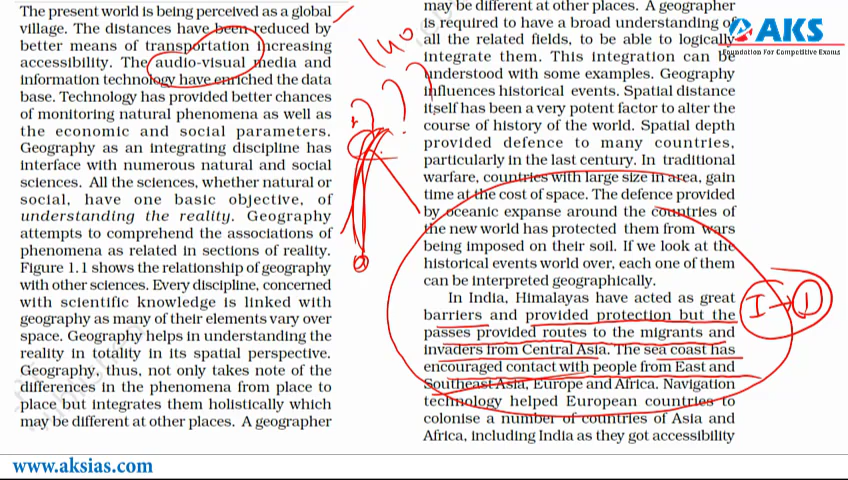 The present world is being perceived as a global
village. The distances have been reduced by
better means of transportation increasing
accessibility. The audio-visual media and
information technology have enriched the data
base. Technology has provided better chances
of monitoring natural phenomena as well as
the economic and social parameters.
Geography as an integrating discipline has
interface with numerous natural and social
sciences. All the sciences, whether natural or
social, have one basic objective, of
understanding the reality. Geography
attempts to comprehend the associations of
phenomena as related in sections of reality.
Figure 1.1 shows the relationship of geography
with other sciences. Every discipline, concerned
with scientific knowledge is linked with
geography as many of their elements vary over
space. Geography helps in understanding the
reality in totality in its spatial perspective.
Geography, thus, not only takes note of the
differences in the phenomena from place to
place but integrates them holistically which
may be different at other places. A geographer
may be different at other places. A geographer
is required to have a broad understanding of
all the related fields, to be able to logically
integrate them. This integration can be
understood with some examples. Geography
influences historical events. Spatial distance
itself has been a very potent factor to alter the
course of history of the world. Spatial depth
provided defence to many countries,
particularly in the last century. In traditional
warfare, countries with large size in area, gain
time at the cost of space. The defence provided
by oceanic expanse around the countries of
the new world has protected them from wars
being imposed on their soil. If we look at the
historical events world over, each one of them
can be interpreted geographically.
In India, Himalayas have acted as great
barriers and provided protection but the
passes provided routes to the migrants and
invaders from Central Asia. The sea coast has
encouraged contact with people from East and
Southeast Asia, Europe and Africa. Navigation
technology helped European countries to
colonise a number of countries of Asia and
Africa, including India as they got accessibility
AKS
Foundation For Competitive Exams
???
I → D
www.aksias.com